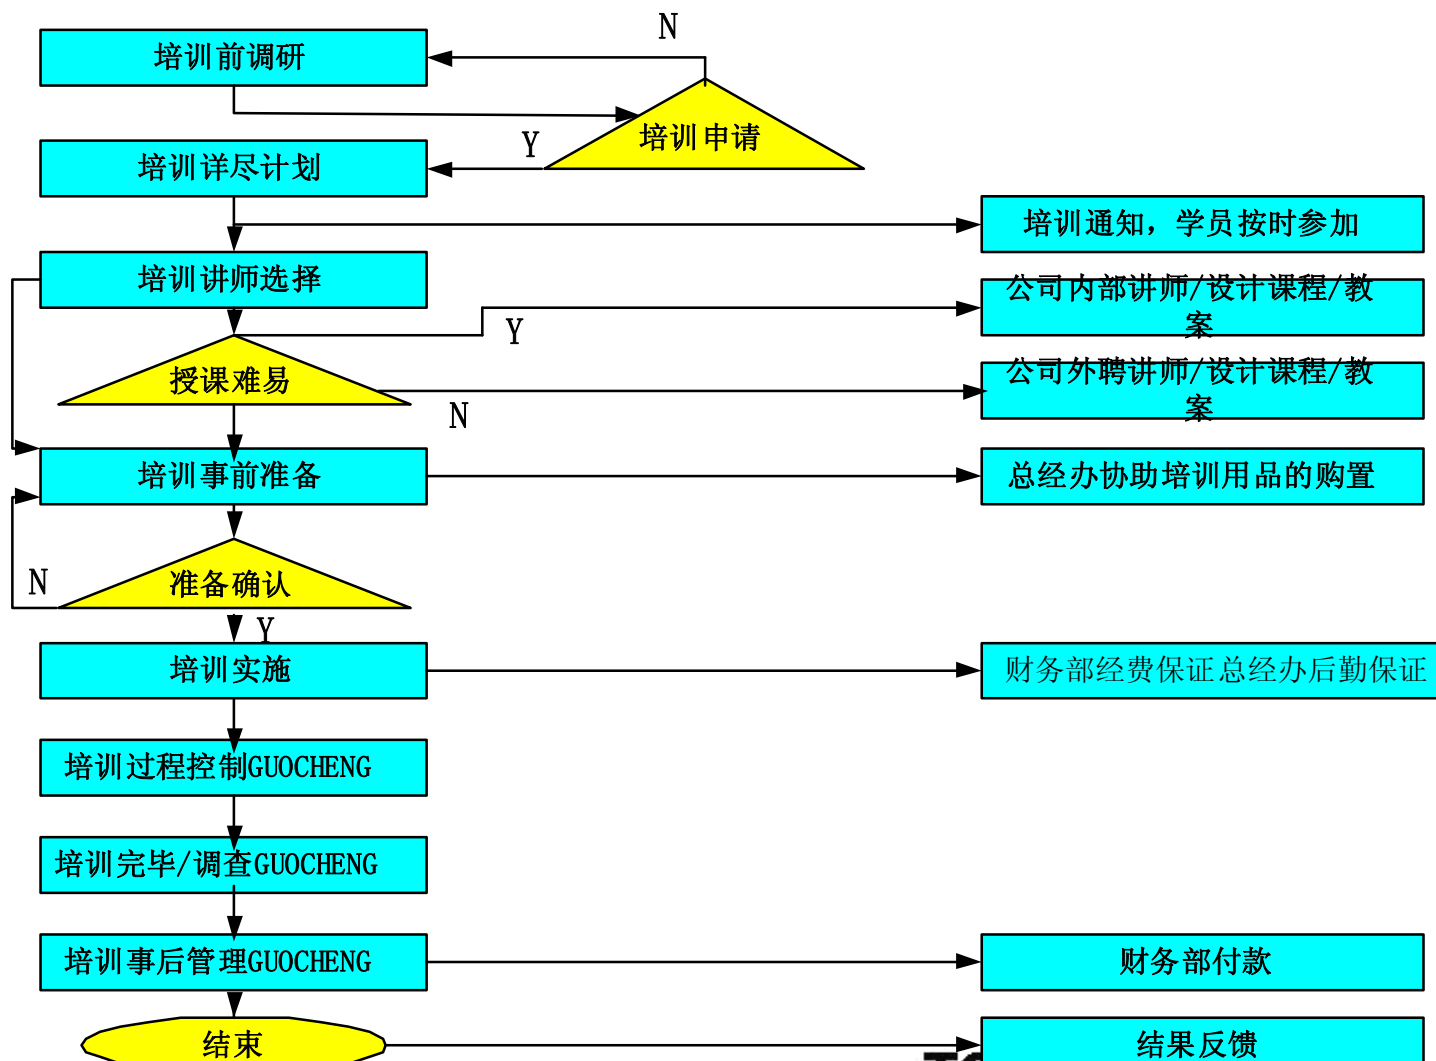 N
培训前调研
培训申请
Y
培训详尽计划
培训通知，学员按时参加
培训讲师选择
公司内部讲师/设计课程/教
案
Y
授课难易
公司外聘讲师/设计课程/教
案
N
培训事前准备
总经办协助培训用品的购置
N
准备确认
Y
培训实施
财务部经费保证总经办后勤保证
培训过程控制GUOCHENG
培训完毕/调查GUOCHENG
培训事后管理GUOCHENG
财务部付款
结束
结果反馈